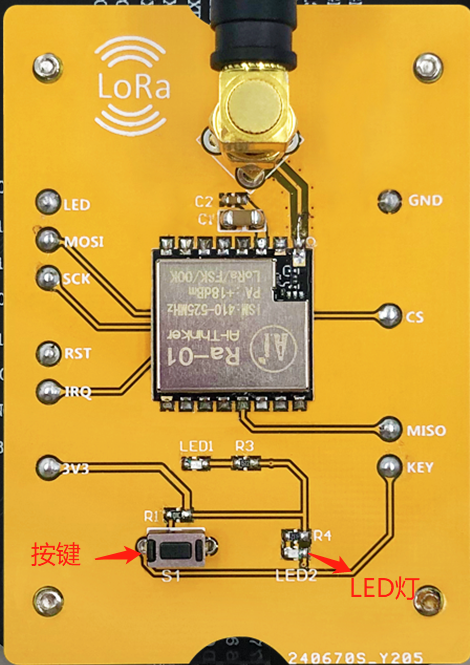 LoRa
C2
C1
LED
MOSI
SCK
RST
IRQ
3V3
GND
CS
MISO
KEY
Ai
Ra-01
Ai-Thinker
ISM:410-525MHz
PA:+18dBm
LoRa/FSK/OOK
LED1
R3
R1
R4
S1
LED2
按键
LED灯
240670S_Y205